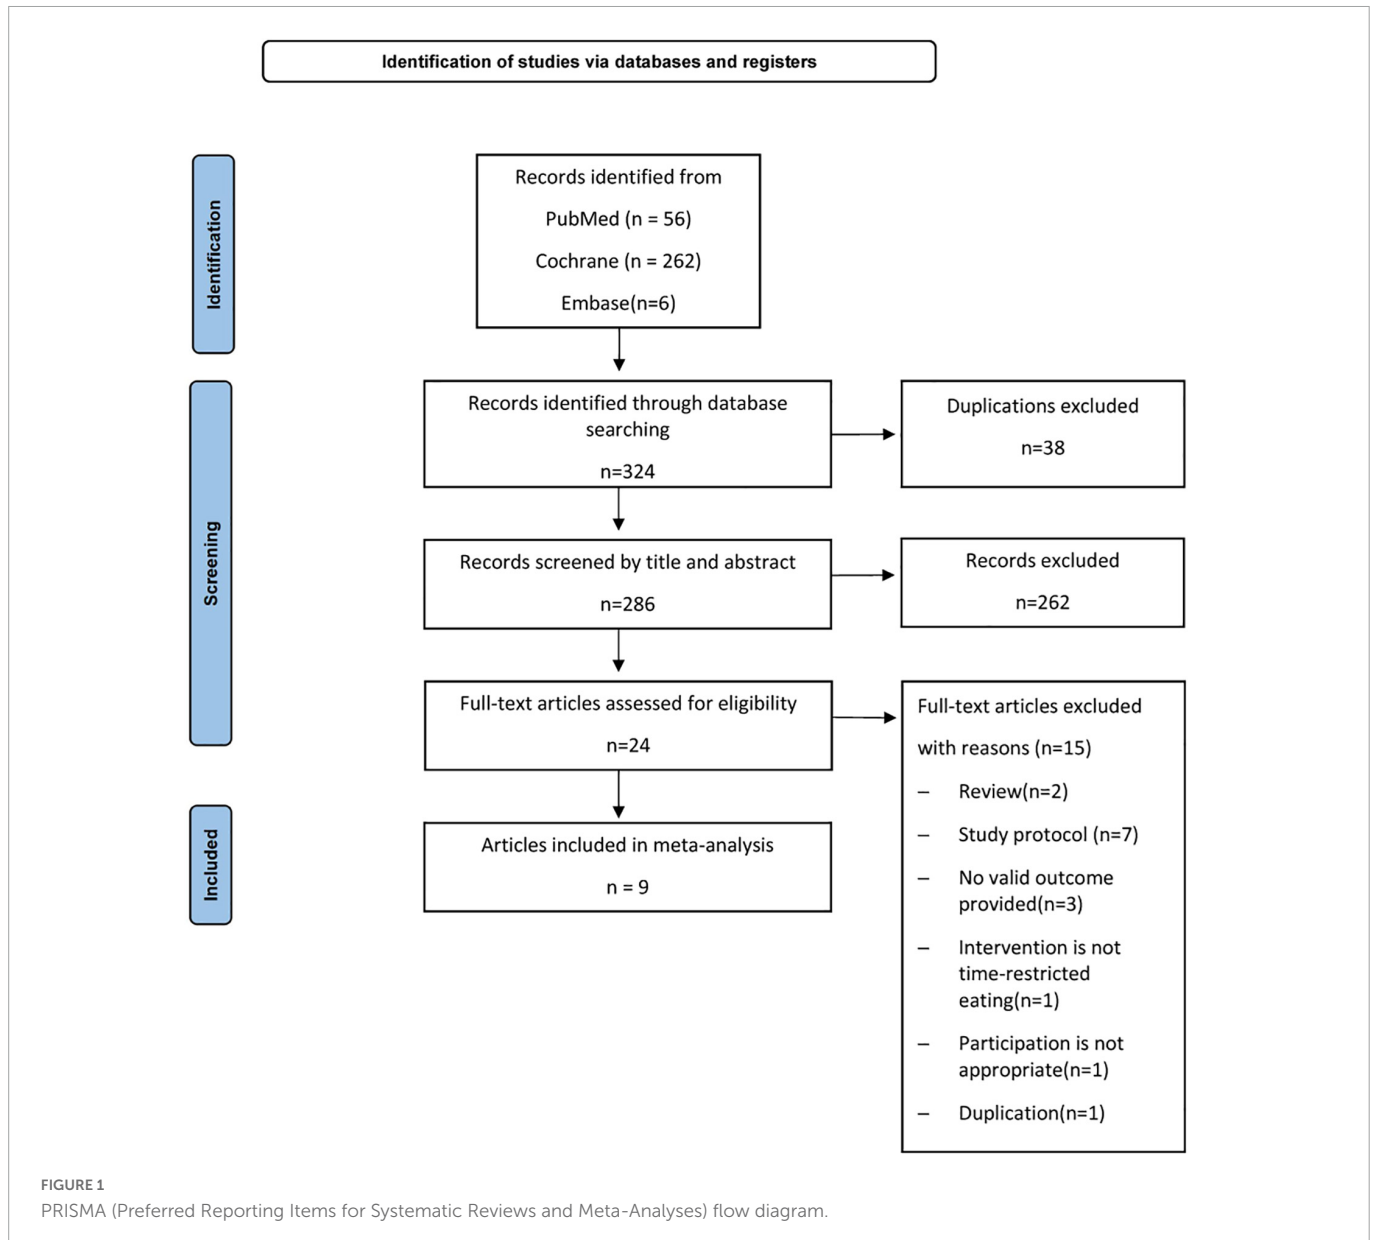 Identification of studies via databases and registers
Identification
Records identified from
PubMed (n = 56)
Cochrane (n = 262)
Embase(n=6)
Screening
Records identified through database
searching
n=324
Duplications excluded
n=38
Records screened by title and abstract
n=286
Records excluded
n=262
Full-text articles assessed for eligibility
n=24
Full-text articles excluded
with reasons (n=15)
– Review(n=2)
– Study protocol (n=7)
– No valid outcome
provided(n=3)
– Intervention is not
time-restricted
eating(n=1)
– Participation is not
appropriate(n=1)
– Duplication(n=1)
Included
Articles included in meta-analysis
n = 9
FIGURE 1
PRISMA (Preferred Reporting Items for Systematic Reviews and Meta-Analyses) flow diagram.